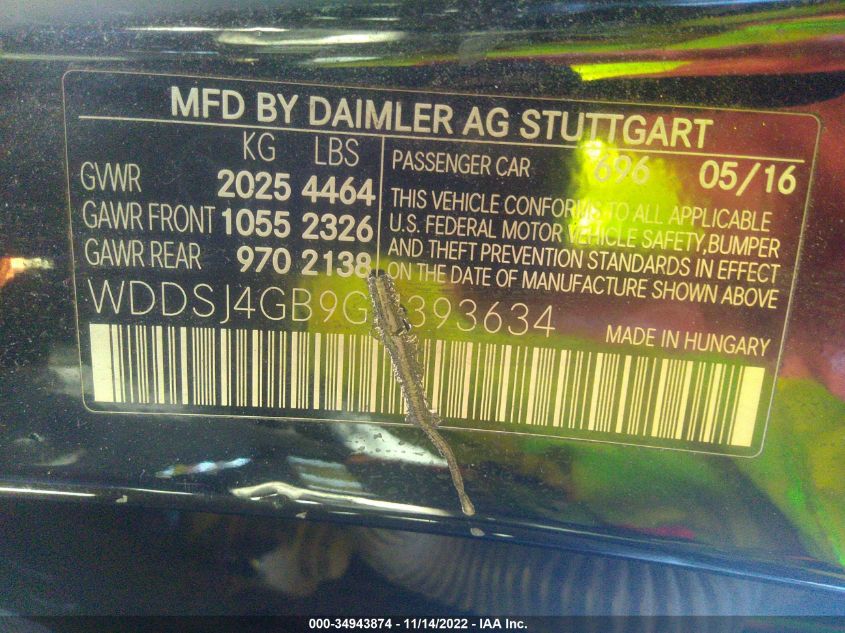 MFD BY DAIMLER AG STUTTGART
KG LBS
GVWR 2025 4464
GAWR FRONT 1055 2326
GAWR REAR 970 2138
PASSENGER CAR 696 05/16
THIS VEHICLE CONFORMS TO ALL APPLICABLE
U.S. FEDERAL MOTOR VEHICLE SAFETY, BUMPER
AND THEFT PREVENTION STANDARDS IN EFFECT
ON THE DATE OF MANUFACTURE SHOWN ABOVE
MADE IN HUNGARY
000-34943874 — 11/14/2022 — IAA Inc.